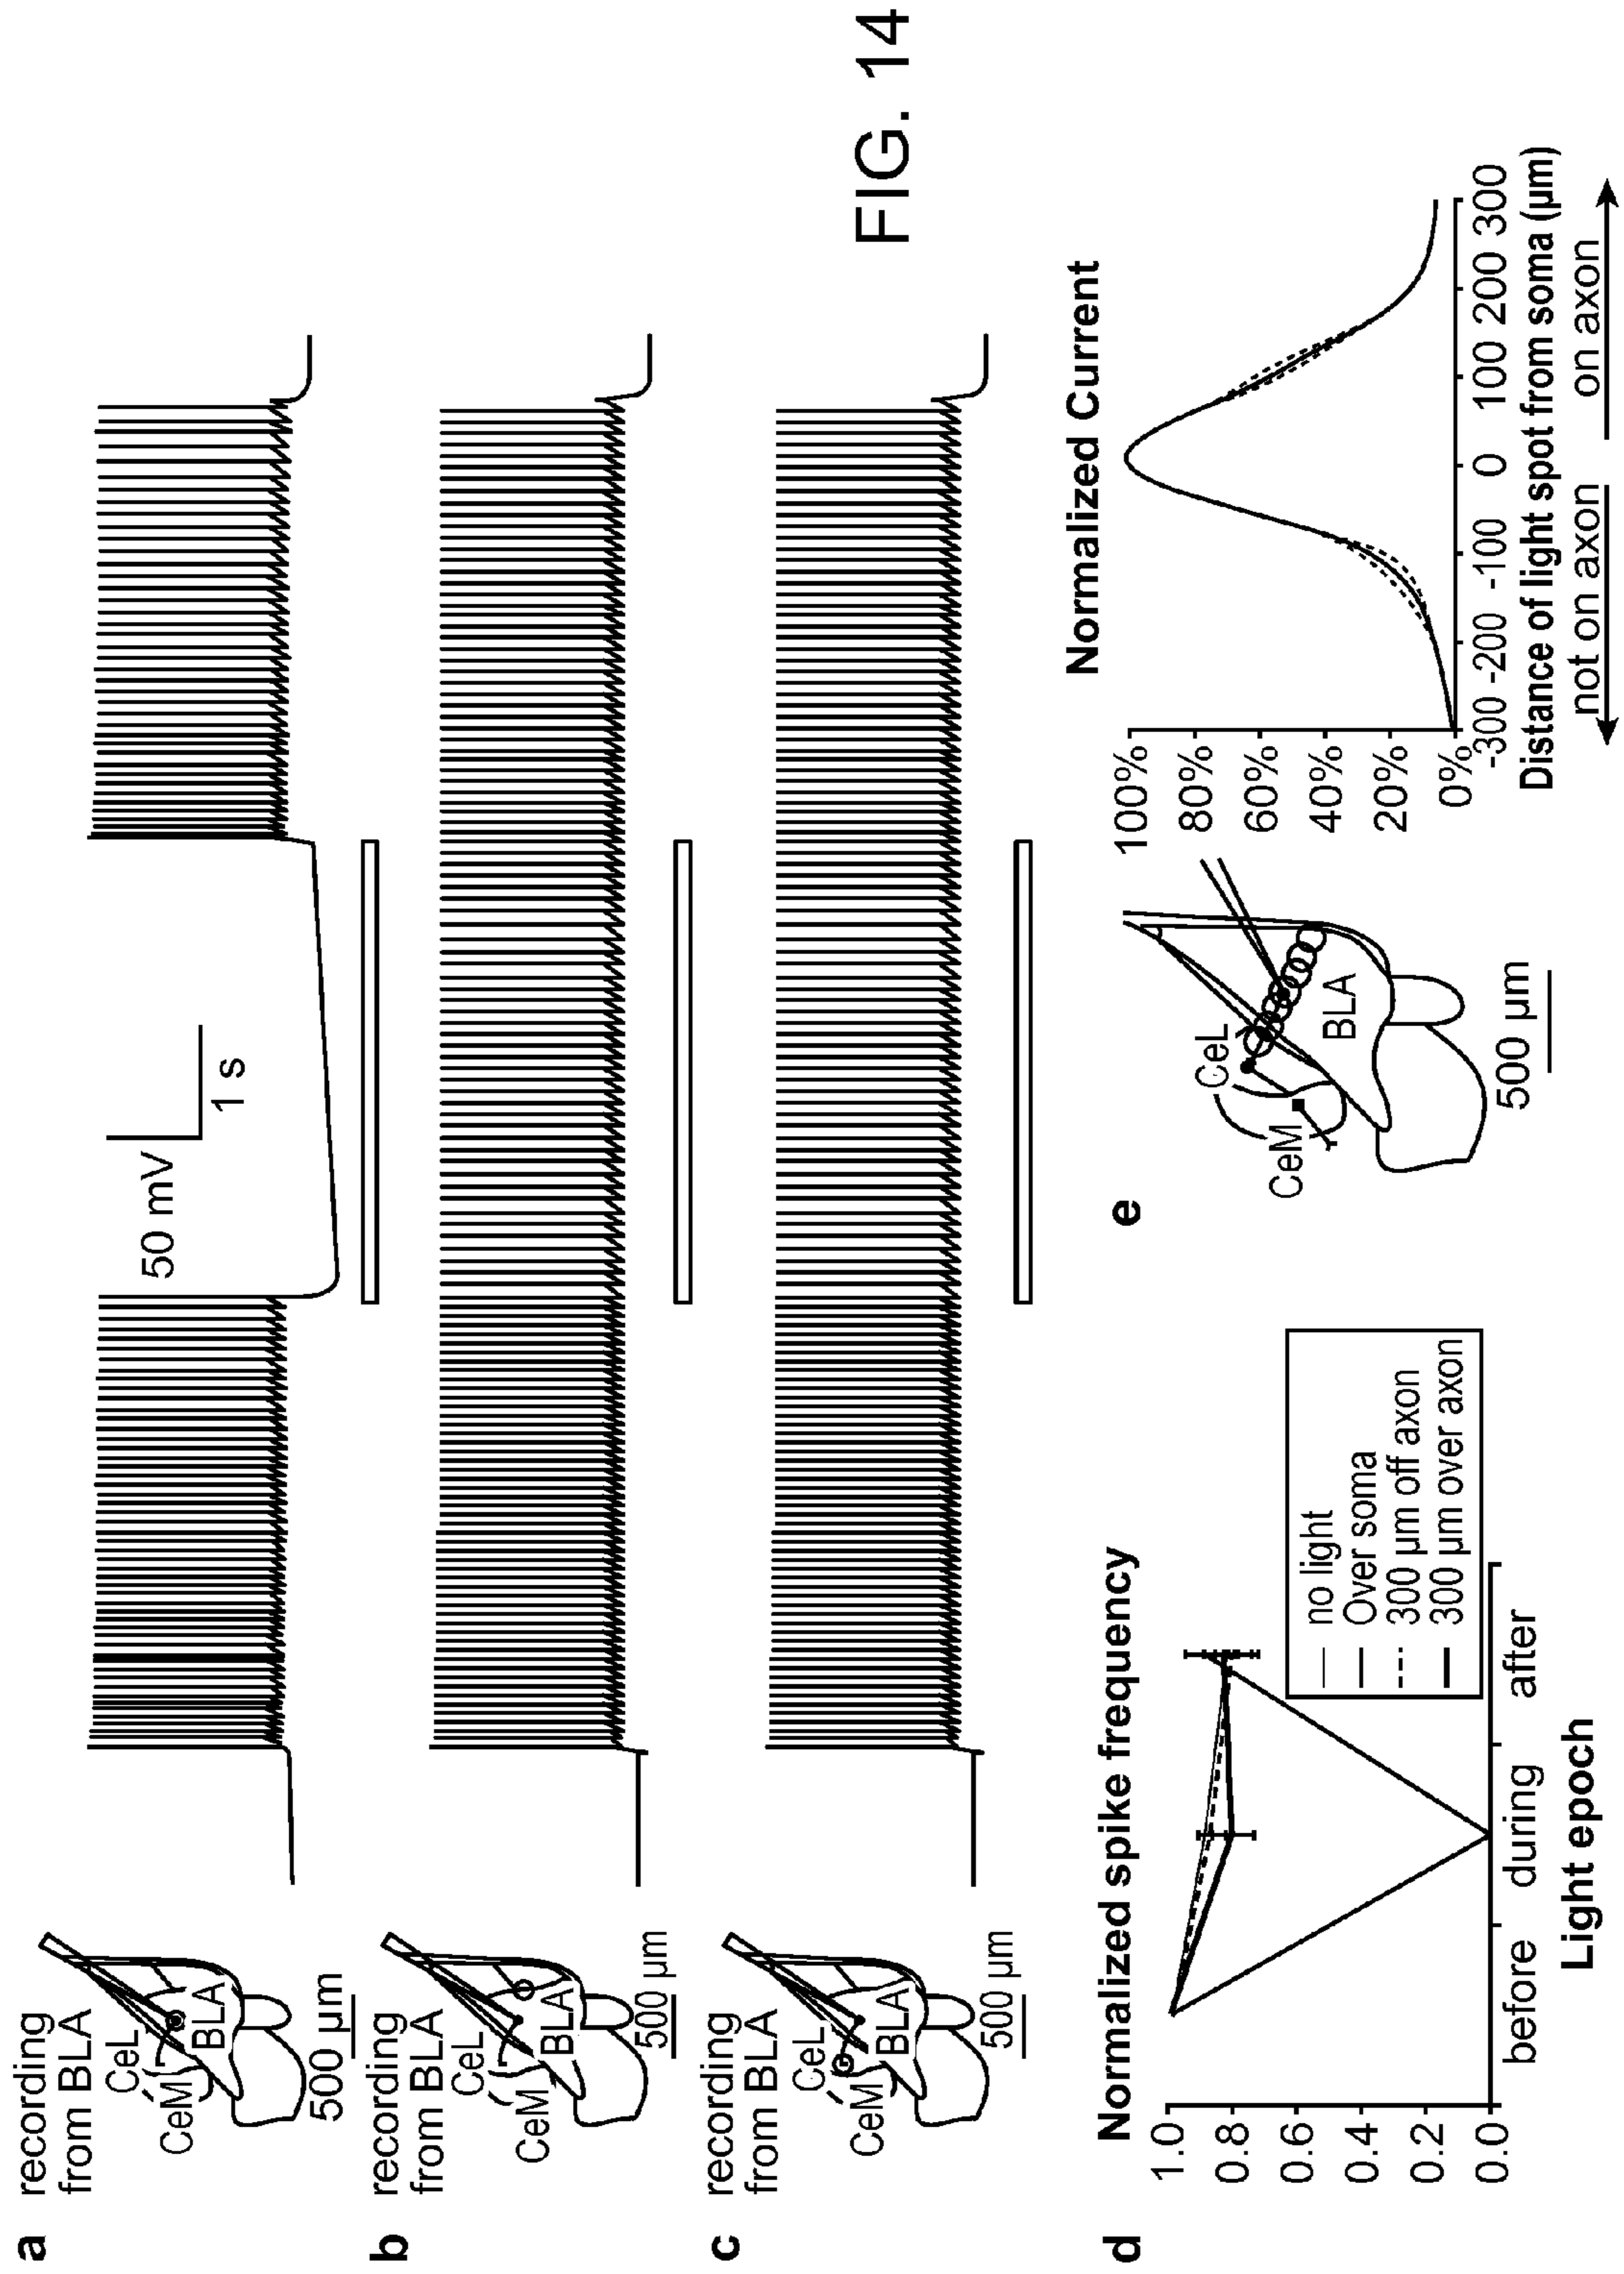 a
recording
from BLA
CeL
CeM
BLA
500 µm
50 mV
1 s
b
recording
from BLA
CeL
CeM
BLA
500 µm
c
recording
from BLA
CeL
CeM
BLA
500 µm
d
Normalized spike frequency
1.0
0.8
0.6
0.4
0.2
0.0
before during after
Light epoch
no light
Over soma
300 µm off axon
300 µm over axon
e
CeL
CeM
BLA
500 µm
Normalized Current
100%
80%
60%
40%
20%
0%
-300 -200 -100 0 100 200 300
Distance of light spot from soma (µm)
not on axon on axon
FIG. 14